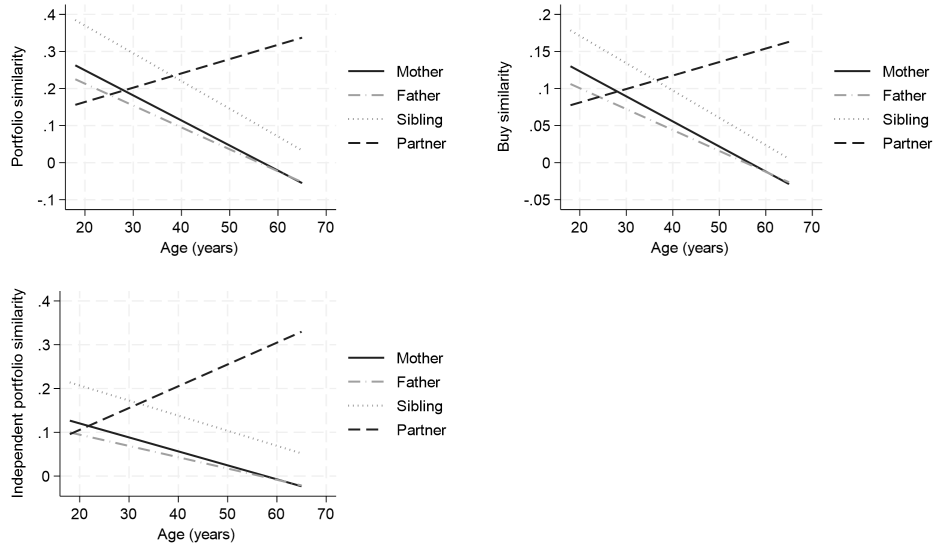 Portfolio similarity
.4
.3
.2
.1
0
-.1
20 30 40 50 60 70
Age (years)
Mother
Father
Sibling
Partner
Buy similarity
.2
.15
.1
.05
0
-.05
20 30 40 50 60 70
Age (years)
Mother
Father
Sibling
Partner
Independent portfolio similarity
.4
.3
.2
.1
0
20 30 40 50 60 70
Age (years)
Mother
Father
Sibling
Partner